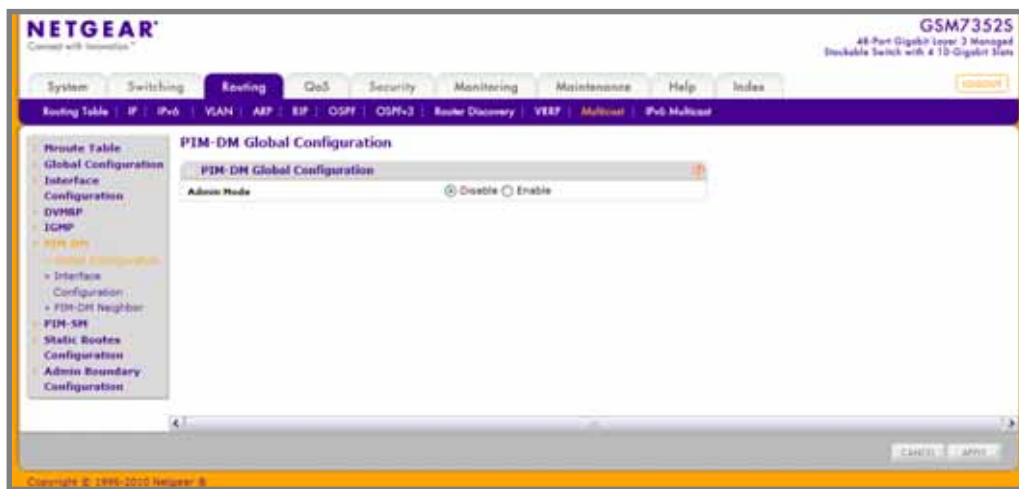 NETGEAR
Connect with Innovation™
GSM7352S
48-Port Gigabit Layer 3 Managed
Stackable Switch with 4 10-Gigabit Slots
System Switching Routing QoS Security Monitoring Maintenance Help Index
LOGOUT
Routing Table | IP | IPv6 | VLAN | ARP | RIP | OSPF | OSPFv3 | Router Discovery | VRRP | Multicast | IPv6 Multicast
Mroute Table
Global Configuration
Interface
Configuration
DVMRP
IGMP
PIM-DM
» Global Configuration
» Interface
Configuration
» PIM-DM Neighbor
PIM-SM
Static Routes
Configuration
Admin Boundary
Configuration
PIM-DM Global Configuration
PIM-DM Global Configuration
Admin Mode
Disable Enable
CANCEL APPLY
Copyright © 1996-2010 Netgear ®